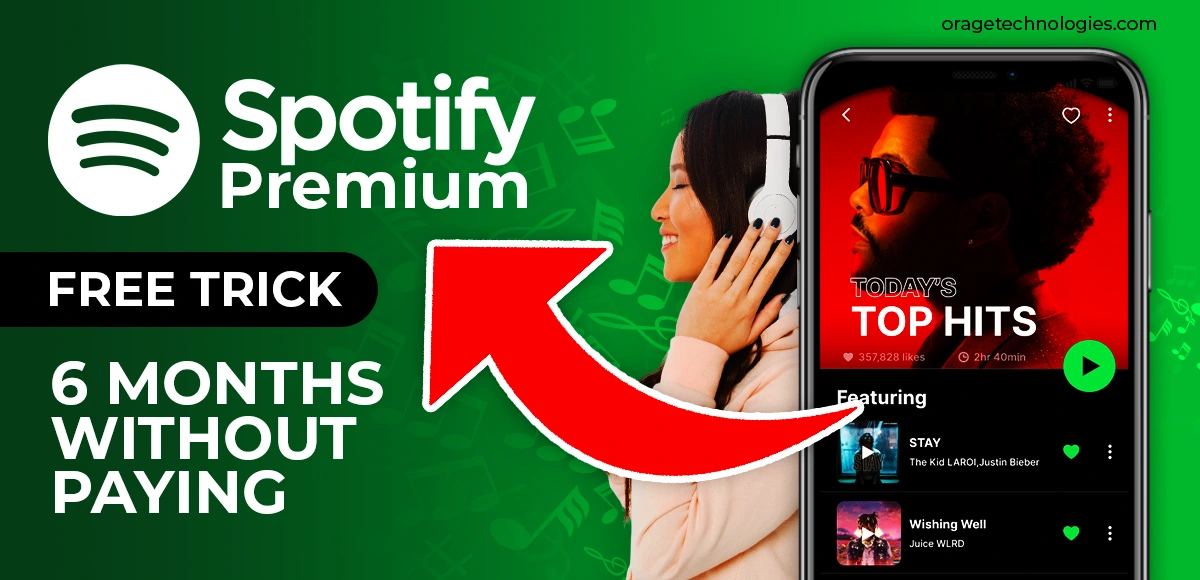 oragetechnologies.com
Spotify
Premium
FREE TRICK
6 MONTHS
WITHOUT
PAYING
TODAY'S
TOP HITS
357,828 likes
2hr 40min
Featuring
STAY
The Kid LAROI,Justin Bieber
Wishing Well
Juice WLRD